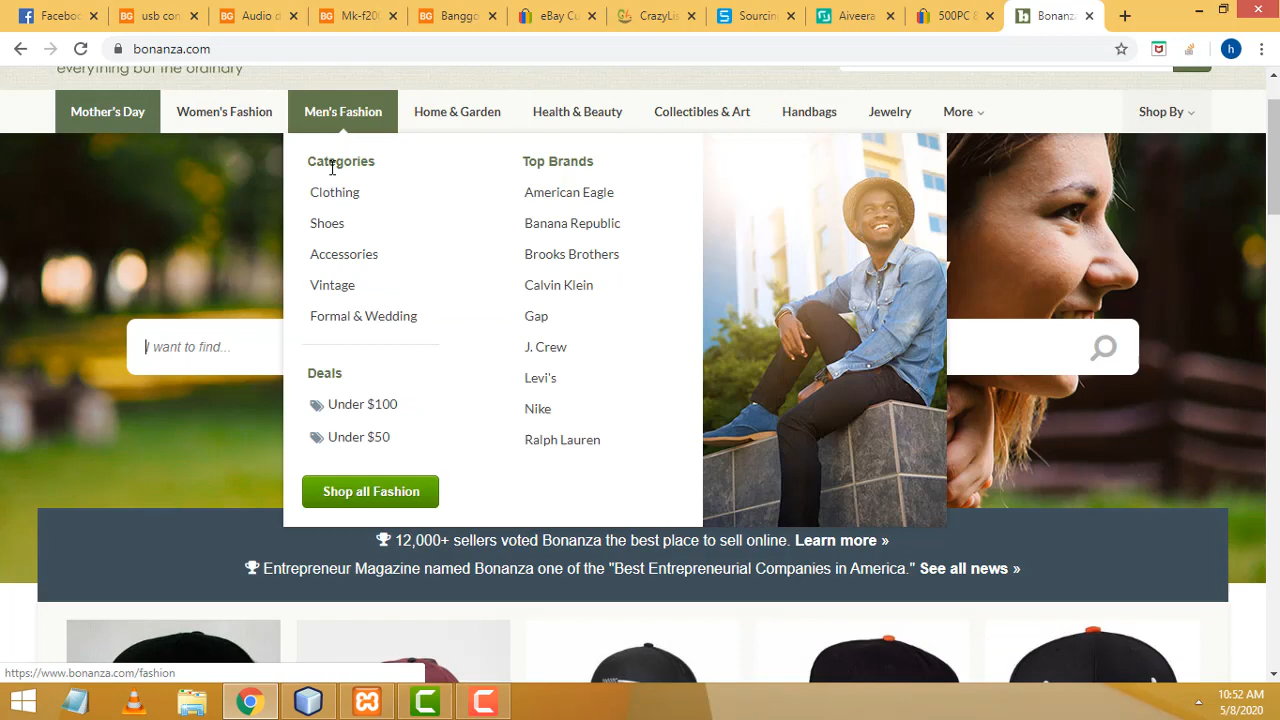 Faceboo
usb con
Audio d
Mk-f200
Banggo
eBay Cu
CrazyLis
Sourcin
Aiveera
500PC 8
Bonanz
bonanza.com
h
everything but the ordinary
Mother's Day Women's Fashion Men's Fashion Home & Garden Health & Beauty Collectibles & Art Handbags Jewelry More Shop By
Categories
Clothing
Shoes
Accessories
Vintage
Formal & Wedding
Deals
Under $100
Under $50
Shop all Fashion
Top Brands
American Eagle
Banana Republic
Brooks Brothers
Calvin Klein
Gap
J. Crew
Levi's
Nike
Ralph Lauren
I want to find...
12,000+ sellers voted Bonanza the best place to sell online. Learn more »
Entrepreneur Magazine named Bonanza one of the "Best Entrepreneurial Companies in America." See all news »
https://www.bonanza.com/fashion
10:52 AM
5/8/2020